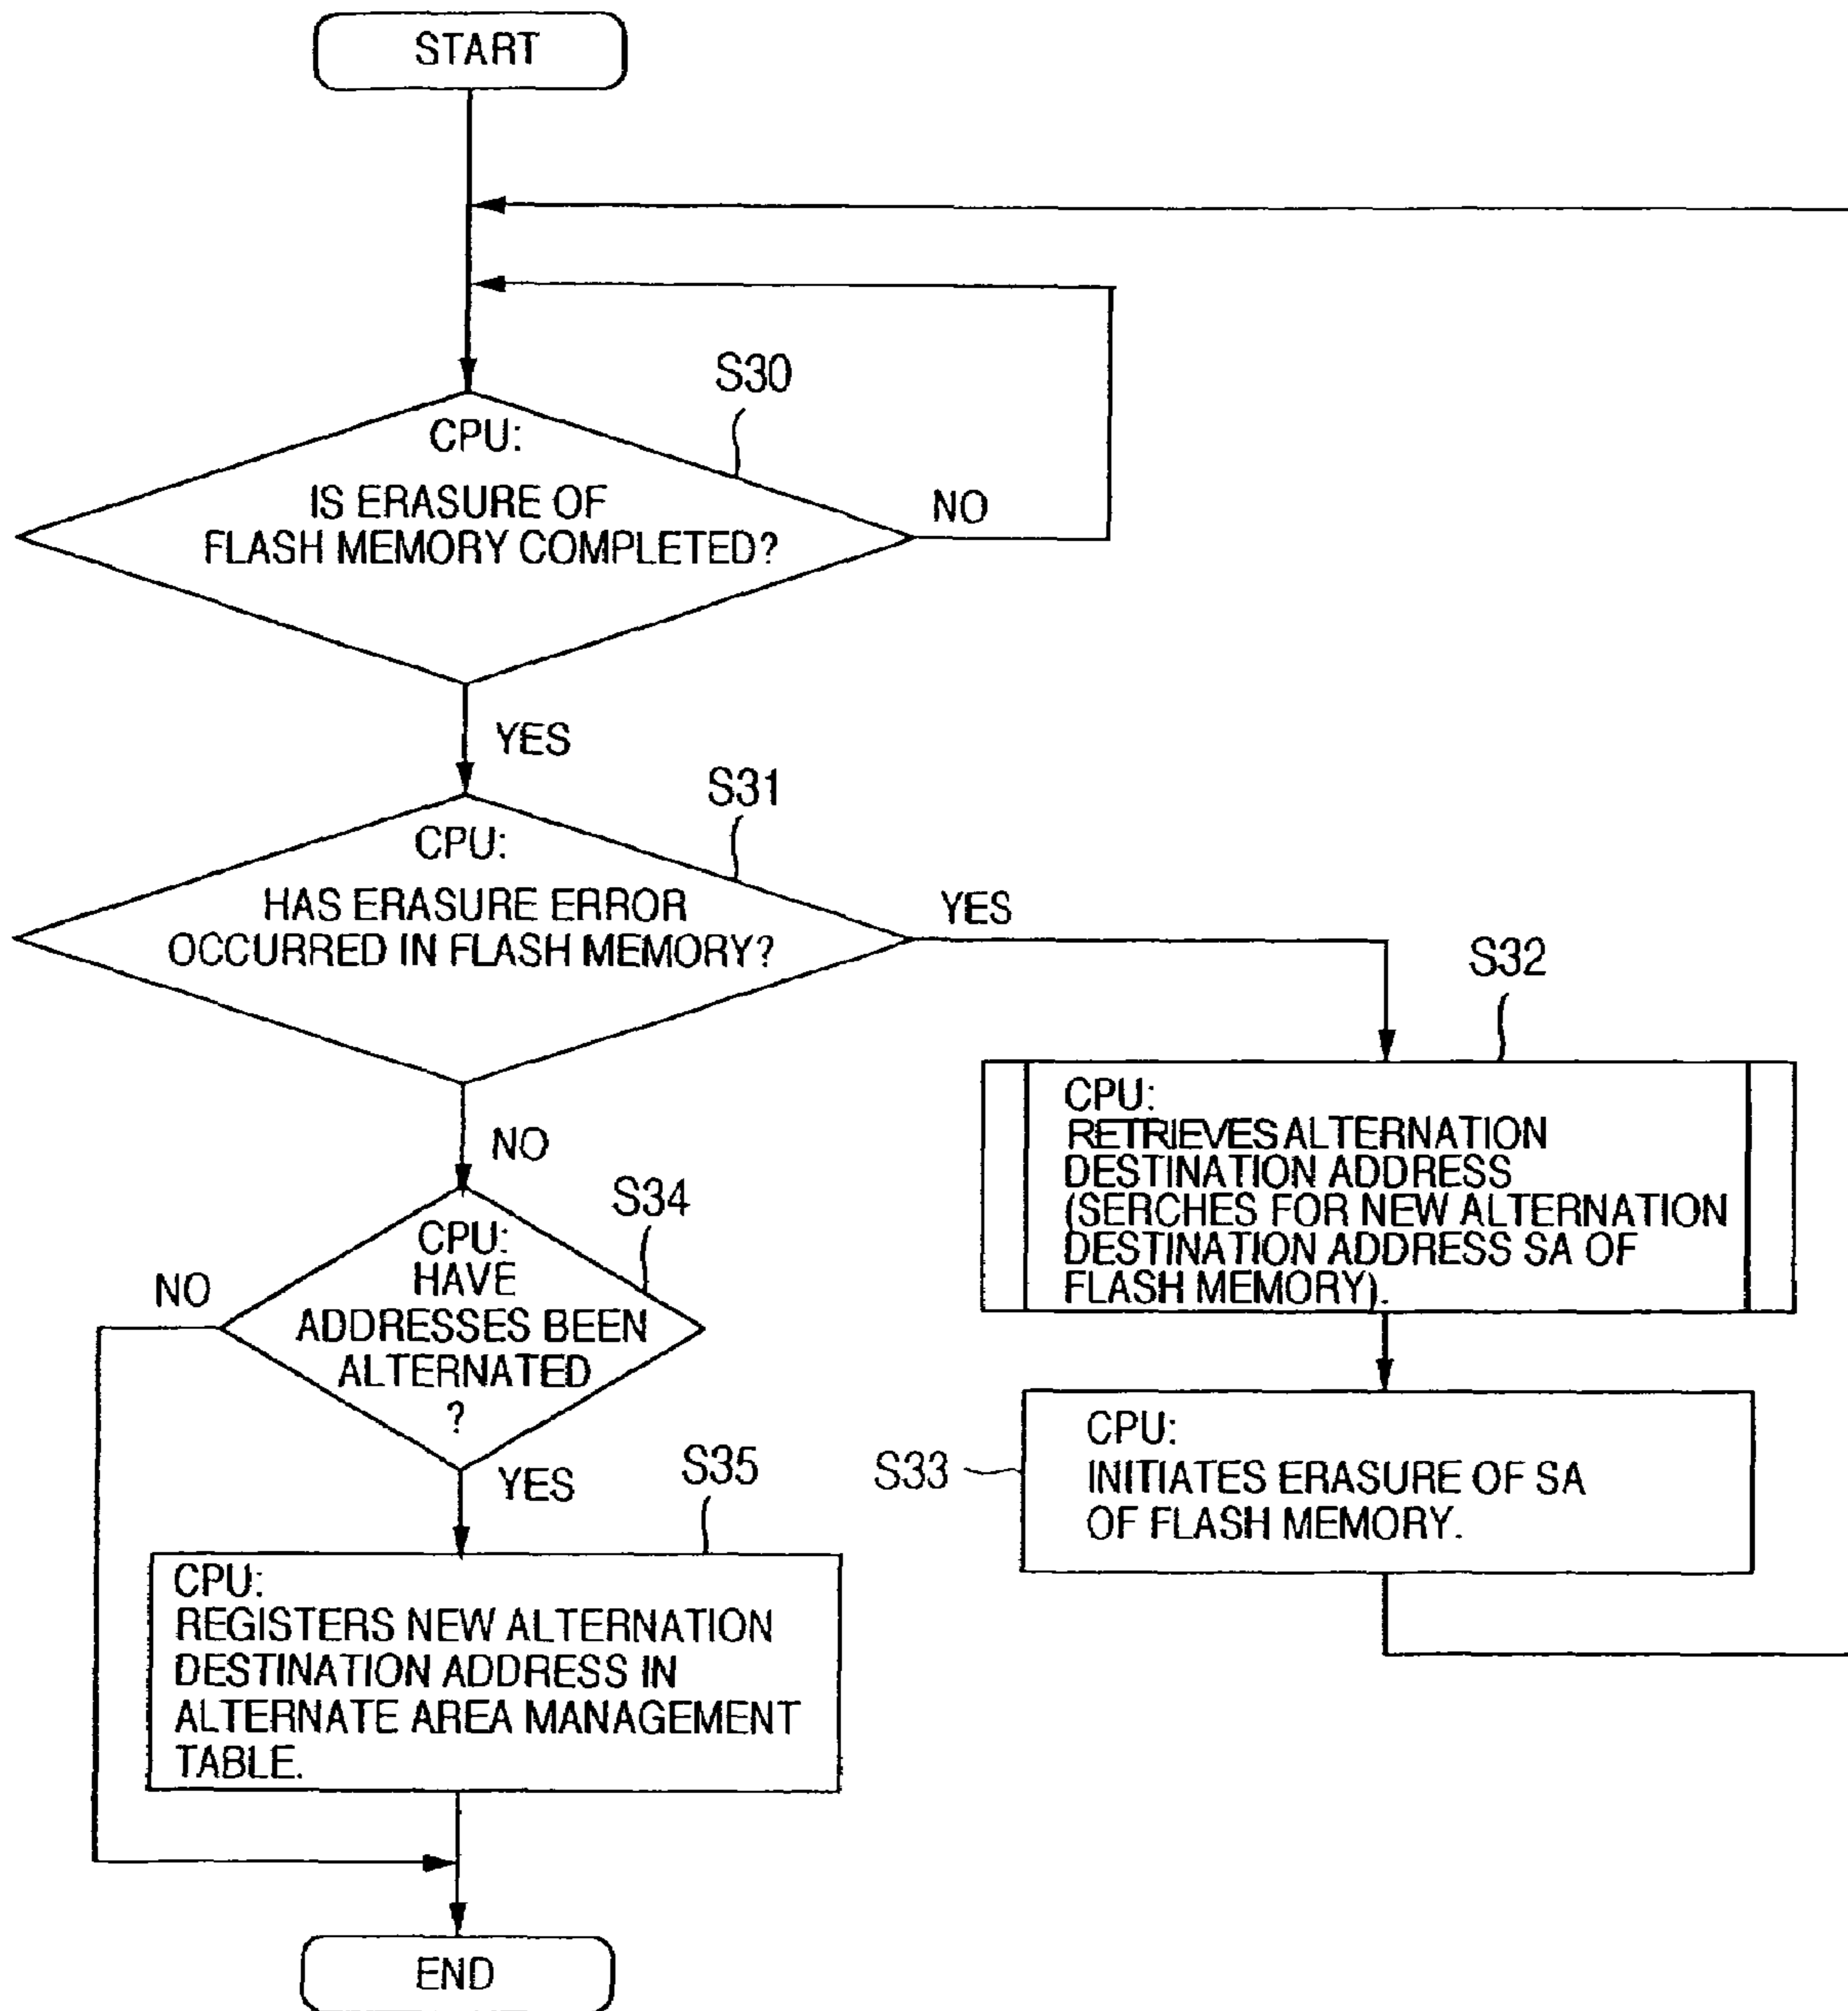 START
S30
CPU:
IS ERASURE OF
FLASH MEMORY COMPLETED?
NO
YES
S31
CPU:
HAS ERASURE ERROR
OCCURRED IN FLASH MEMORY?
YES
NO
S32
CPU:
RETRIEVES ALTERNATION
DESTINATION ADDRESS
(SERCHES FOR NEW ALTERNATION
DESTINATION ADDRESS SA OF
FLASH MEMORY).
S34
CPU:
HAVE
ADDRESSES BEEN
ALTERNATED
?
NO
YES
S33
CPU:
INITIATES ERASURE OF SA
OF FLASH MEMORY.
S35
CPU:
REGISTERS NEW ALTERNATION
DESTINATION ADDRESS IN
ALTERNATE AREA MANAGEMENT
TABLE.
END